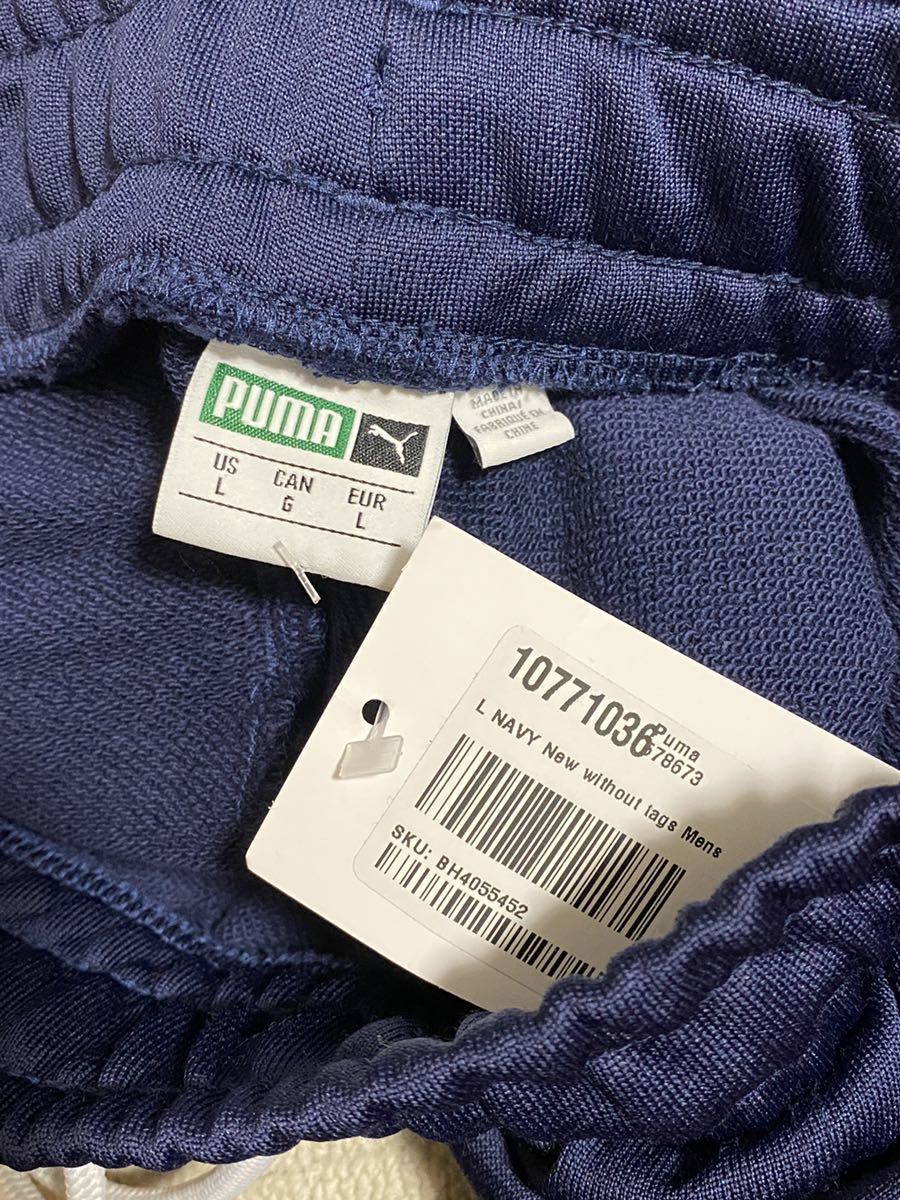 PUMA
US CAN EUR
L G L
MADE IN
CHINA/
FABRIQUÉ EN
CHINE
10771036
Puma
578673
L NAVY New without tags Mens
SKU: BH4055452